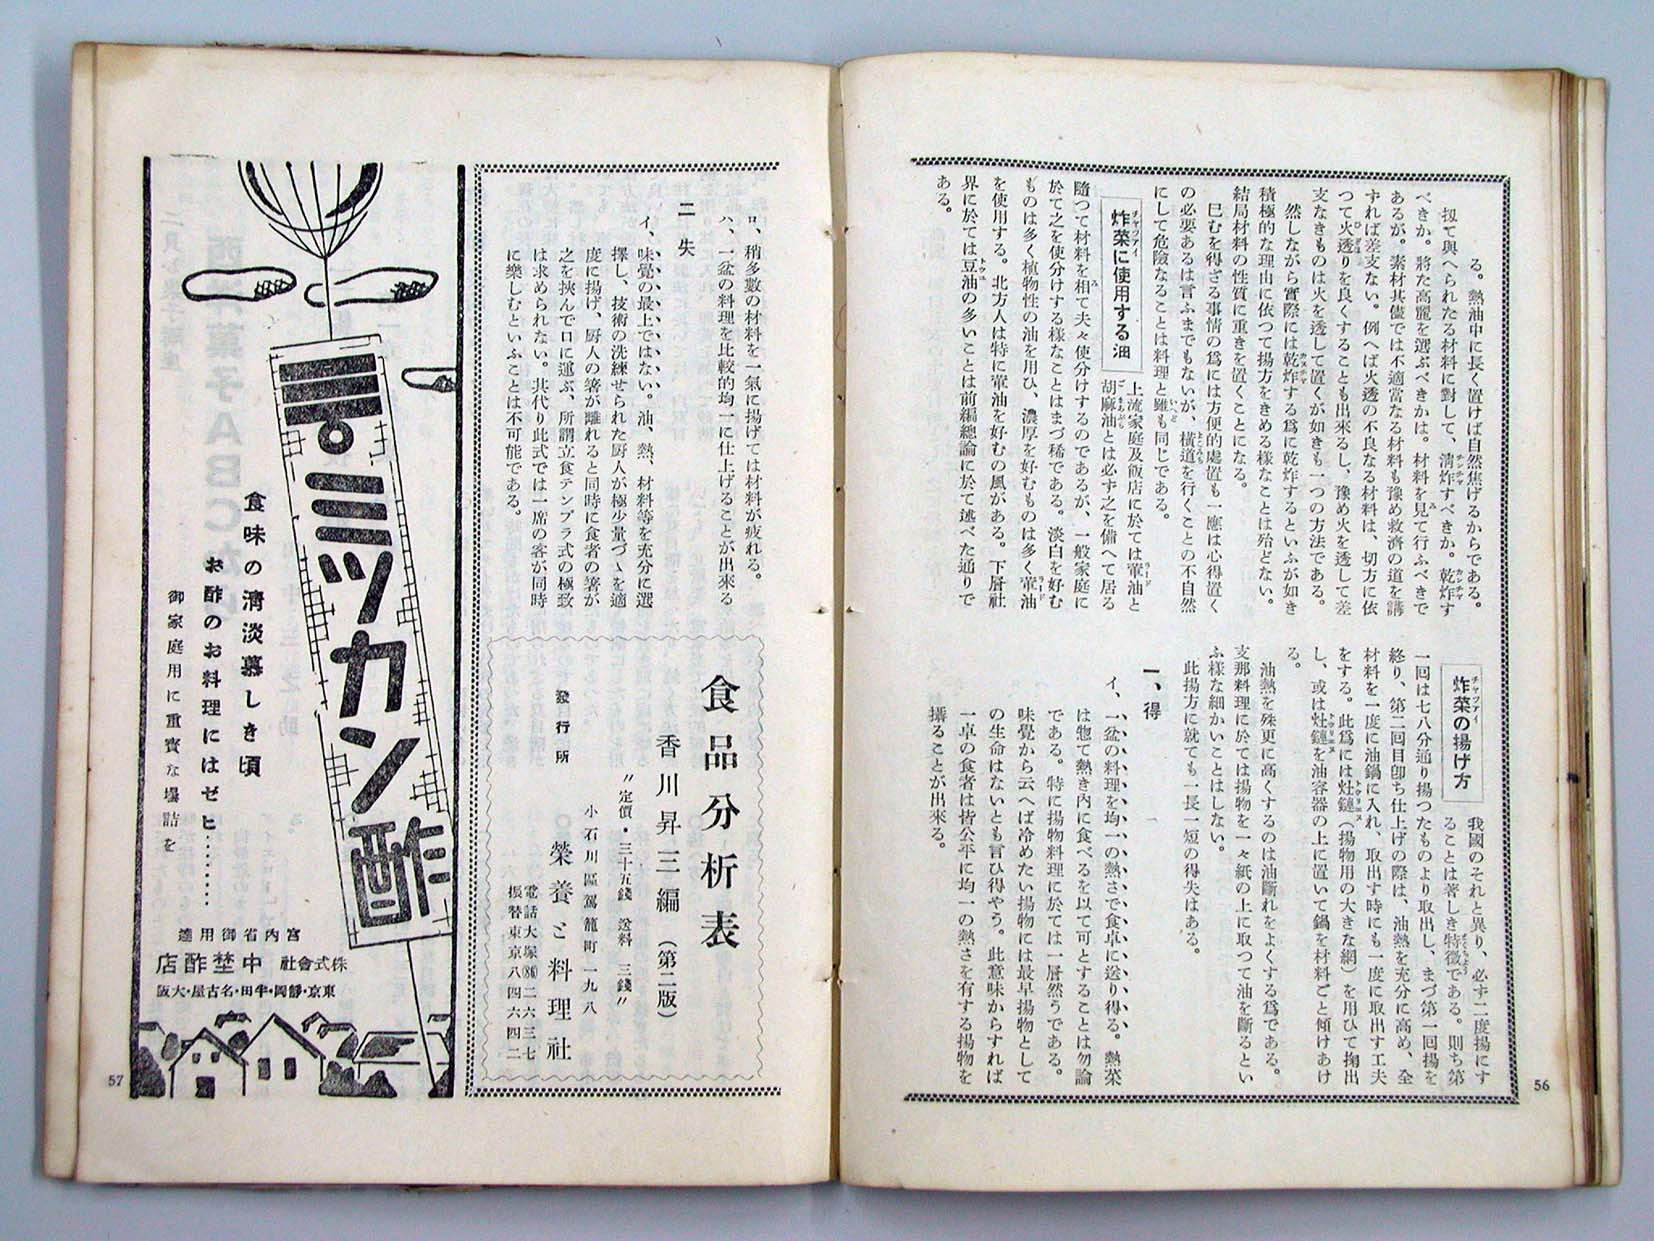 る。熱油中に長く置けば自然焦げるからである。
扨て與へられたる材料に對して、淸炸すべきか。乾炸す
べきか。將た高麗を選ぶべきかは。材料を見て行ふべきで
あるが。素材其儘では不適當なる材料も豫め救濟の道を講
ずれば差支ない。例へば火透の不良なる材料は、切方に依
つて火透りを良くすることも出來るし、豫め火を透して差
支なきものは火を透して置くが如きも一つの方法である。
然しながら實際には乾炸する爲に乾炸するといふが如き
積極的な理由に依つて揚方をきめる樣なことは殆どない。
結局材料の性質に重きを置くことになる。
已むを得ざる事情の爲には方便的處置も一應は心得置く
の必要あるは言ふまでもないが、橫道を行くことの不自然
にして危險なることは料理と雖も同じである。
炸菜に使用する油
上流家庭及飯店に於ては葷油と
胡麻油とは必ず之を備へて居る
隨つて材料を相て夫々使分けするのであるが、一般家庭に
於て之を使分けする樣なことはまづ稀である。淡白を好む
ものは多く植物性の油を用ひ、濃厚を好むものは多く葷油
を使用する。北方人は特に葷油を好むの風がある。下層社
界に於ては豆油の多いことは前編總論に於て述べた通りで
ある。
炸菜の揚げ方
我國のそれと異り、必ず二度揚にす
ることは著しき特徵である。則ち第
一回は七八分通り揚つたものより取出し、まづ第一回揚を
終り、第二回目卽ち仕上げの際は、油熱を充分に高め、全
材料を一度に油鍋に入れ、取出す時にも一度に取出す工夫
をする。此爲には灶鏈（揚物用の大きな網）を用ひて掬出
し、或は灶鏈を油容器の上に置いて鍋を材料ごと傾けあけ
る。
油熱を殊更に高くするのは油斷れをよくする爲である。
支那料理に於ては揚物を一々紙の上に取つて油を斷るとい
ふ樣な細かいことはしない。
此揚方に就ても一長一短の得失はある。
一、得
イ、一盆の料理を均一の熱さで食卓に送り得る。熱菜
は惣て熱き內に食べるを以て可とすることは勿論
である。特に揚物料理に於ては一層然うである。
味覺から云へば冷めたい揚物には最早揚物として
の生命はないとも言ひ得やう。此意味からすれば
一卓の食者は皆公平に均一の熱さを有する揚物を
攝ることが出來る。
56
ロ、稍多數の材料を一氣に揚げては材料が疲れる。
ハ、一盆の料理を比較的均一に仕上げることが出來る
二失
イ、味覺の最上ではない。油、熱、材料等を充分に選
擇し、技術の洗練せられた厨人が極少量づゝを適
度に揚げ、厨人の箸が離れると同時に食者の箸が
之を挾んで口に運ぶ、所謂立食テンプラ式の極致
は求められない。其代り此式では一席の客が同時
に樂しむといふことは不可能である。
食品分析表
香川昇三編（第二版）
〃定價・三十五錢 送料 三錢〃
發行所
小石川區駕籠町一九八
榮養と料理社
電話大塚(86)二六三七
振替東京八四六四二
ミツカン酢
食味の淸淡慕しき頃
お酢のお料理にはゼヒ………
御家庭用に重寶な壜詰を
宮內省御用達
株式會社 中埜酢店
東京・靜岡・半田・名古屋・大阪
57